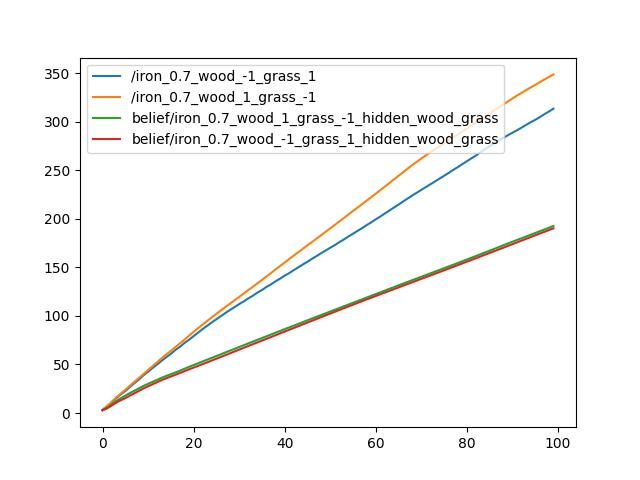 350
300
250
200
150
100
50
0
/iron_0.7_wood_-1_grass_1
/iron_0.7_wood_1_grass_-1
belief/iron_0.7_wood_1_grass_-1_hidden_wood_grass
belief/iron_0.7_wood_-1_grass_1_hidden_wood_grass
0 20 40 60 80 100